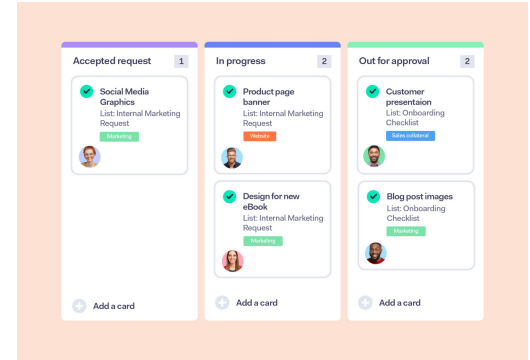 Accepted request 1
Social Media
Graphics
List: Internal Marketing
Request
Marketing
Add a card
In progress 2
Product page
banner
List: Internal Marketing
Request
Website
Design for new
eBook
List: Internal Marketing
Request
Marketing
Add a card
Out for approval 2
Customer
presentaion
List: Onboarding
Checklist
Sales collateral
Blog post images
List: Onboarding
Checklist
Marketing
Add a card